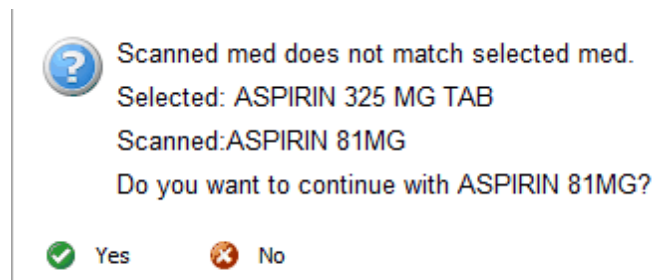 Scanned med does not match selected med.
Selected: ASPIRIN 325 MG TAB
Scanned:ASPIRIN 81MG
Do you want to continue with ASPIRIN 81MG?
Yes No